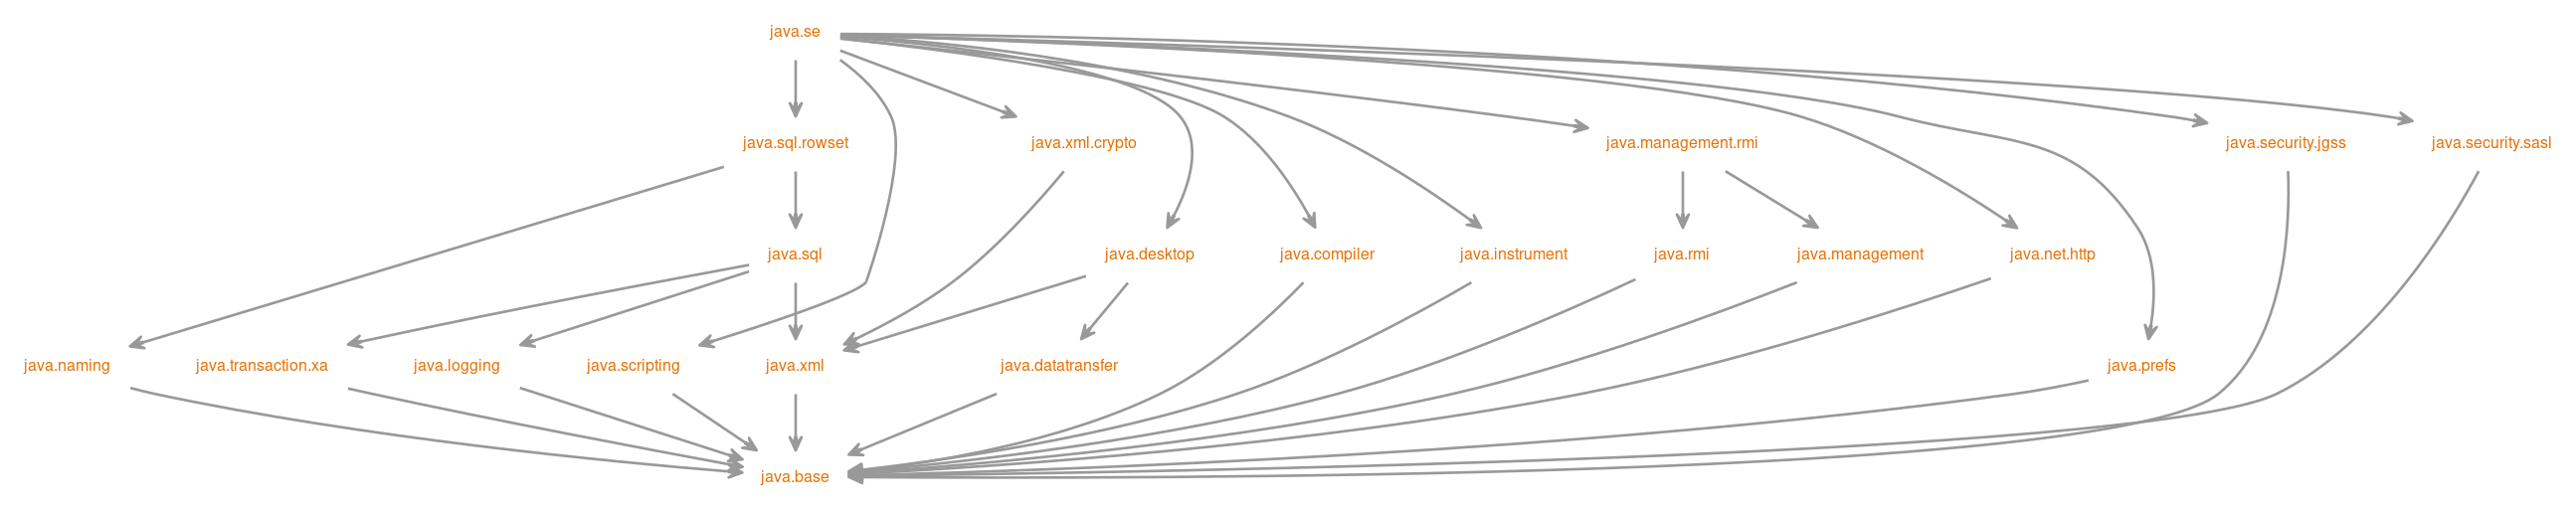 java.se
java.sql.rowset
java.xml.crypto
java.management.rmi
java.security.jgss
java.security.sasl
java.sql
java.desktop
java.compiler
java.instrument
java.rmi
java.management
java.net.http
java.naming
java.transaction.xa
java.logging
java.scripting
java.xml
java.datatransfer
java.prefs
java.base